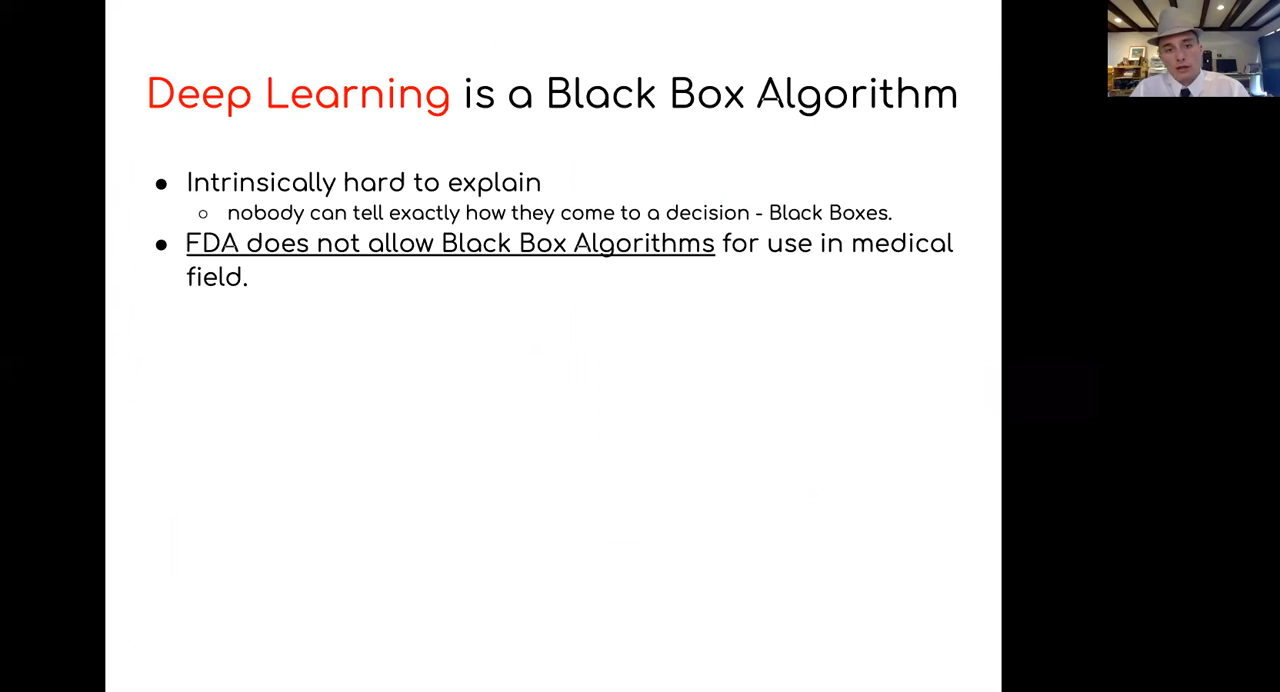 Deep Learning is a Black Box Algorithm
● Intrinsically hard to explain
○ nobody can tell exactly how they come to a decision - Black Boxes.
● FDA does not allow Black Box Algorithms for use in medical
field.